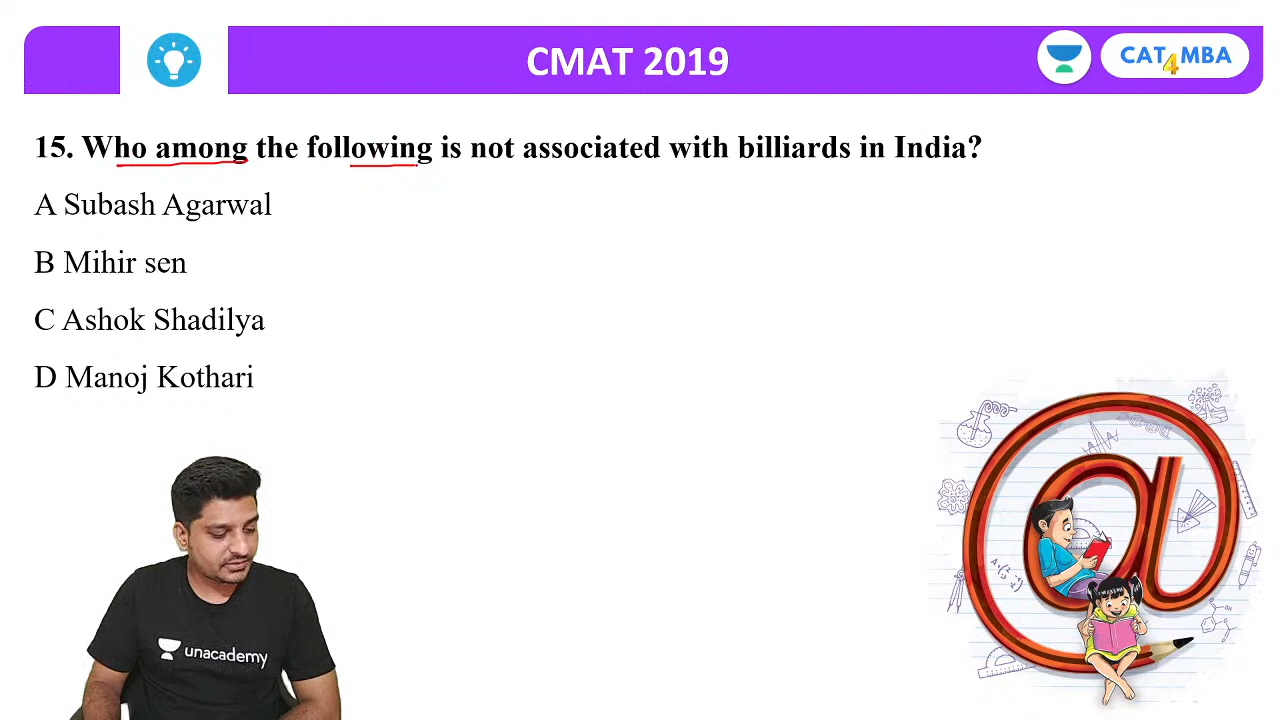 CMAT 2019
CAT4MBA
15. Who among the following is not associated with billiards in India?
A Subash Agarwal
B Mihir sen
C Ashok Shadilya
D Manoj Kothari
unacademy